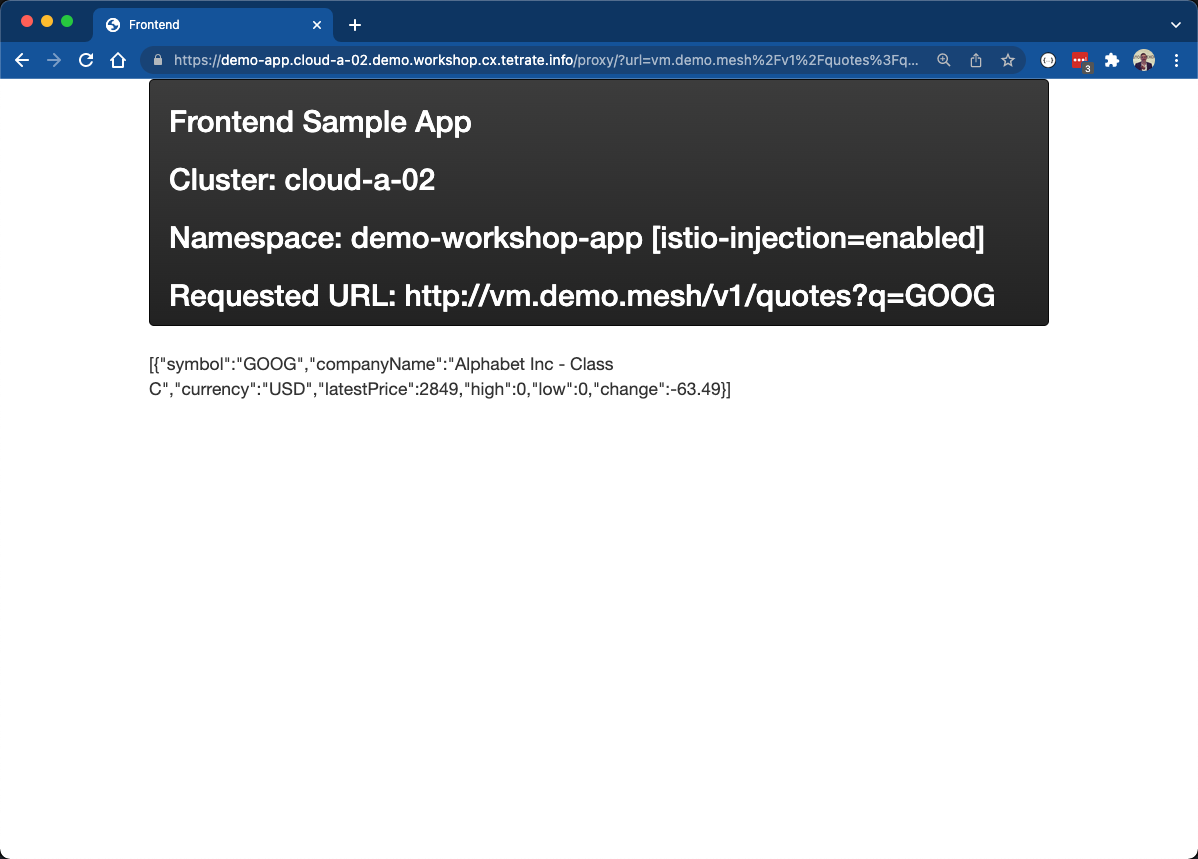 Frontend
https://demo-app.cloud-a-02.demo.workshop.cx.tetrate.info/proxy/?url=vm.demo.mesh%2Fv1%2Fquotes%3Fq...
3
Frontend Sample App
Cluster: cloud-a-02
Namespace: demo-workshop-app [istio-injection=enabled]
Requested URL: http://vm.demo.mesh/v1/quotes?q=GOOG
[{"symbol":"GOOG","companyName":"Alphabet Inc - Class
C","currency":"USD","latestPrice":2849,"high":0,"low":0,"change":-63.49}]